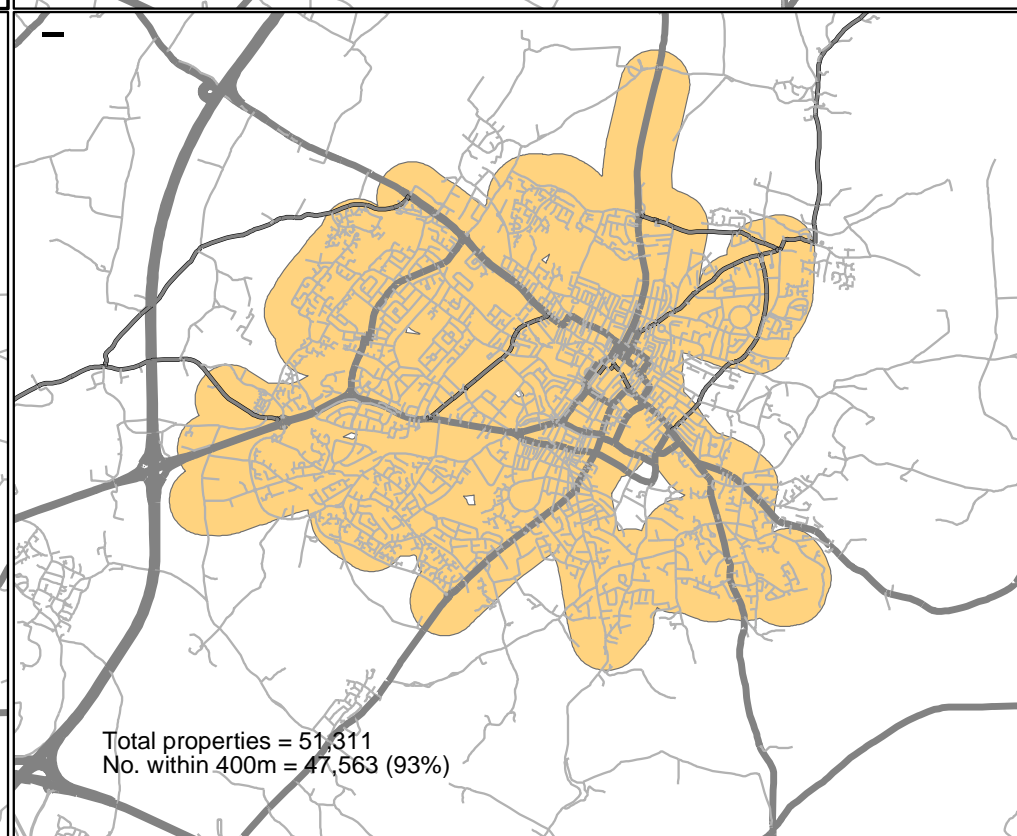 Total properties = 51,311
No. within 400m = 47,563 (93%)